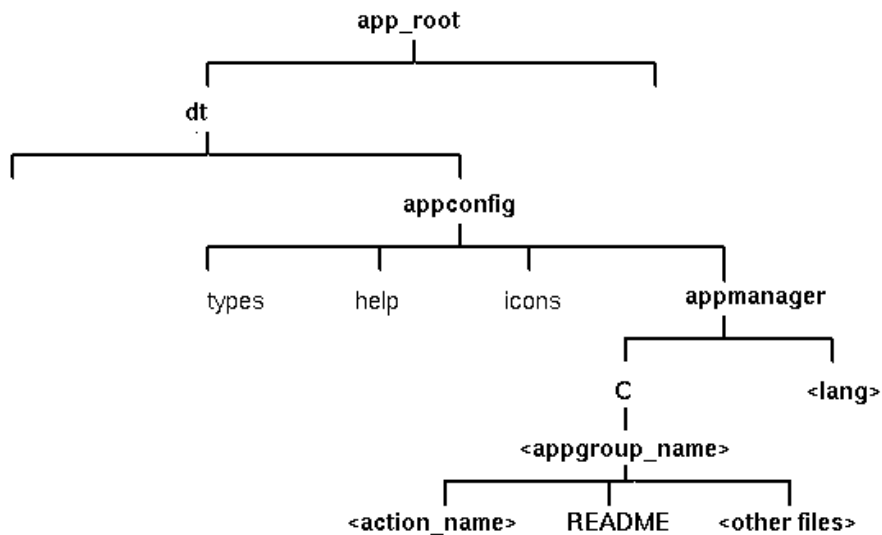 app_root
dt
appconfig
types help icons appmanager
C <lang>
<appgroup_name>
<action_name> README <other files>